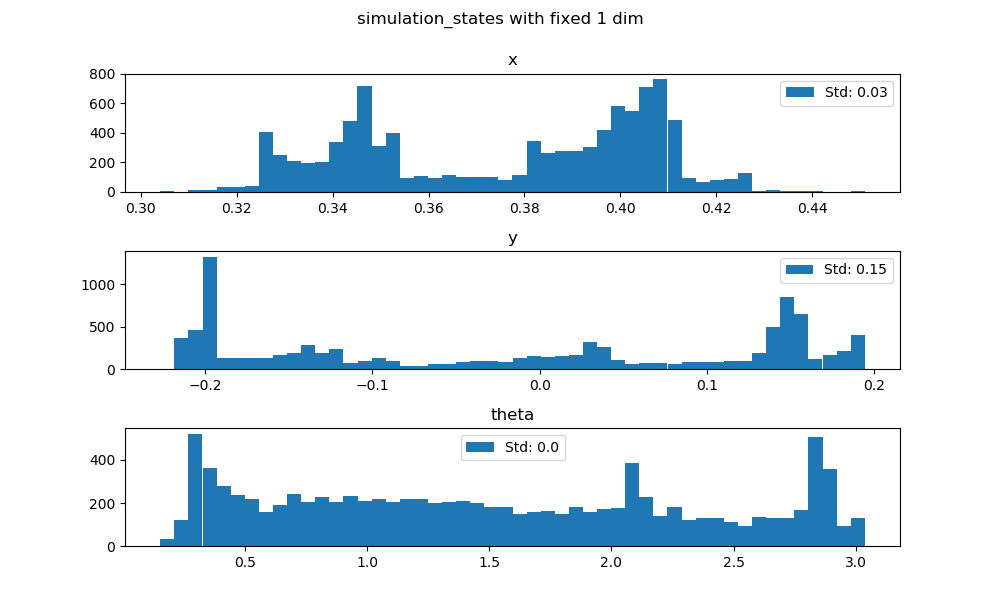 simulation_states with fixed 1 dim
x
800
600
400
200
0
Std: 0.03
0.30 0.32 0.34 0.36 0.38 0.40 0.42 0.44
y
1000
500
0
Std: 0.15
−0.2 −0.1 0.0 0.1 0.2
theta
400
200
0
Std: 0.0
0.5 1.0 1.5 2.0 2.5 3.0